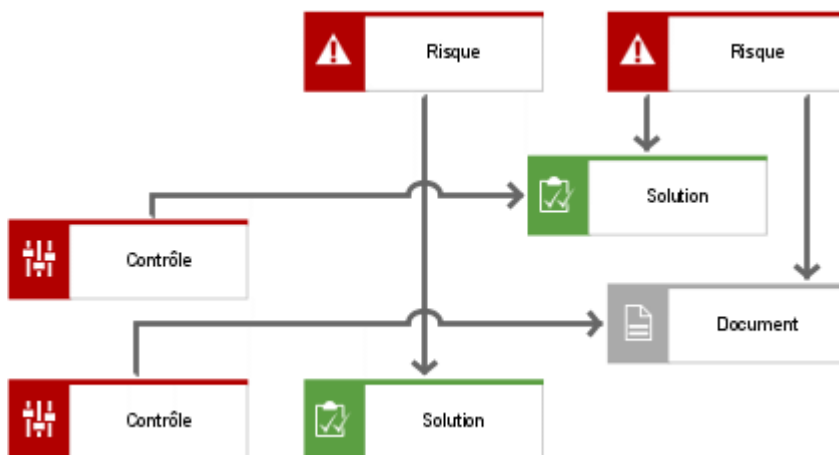 Risque
Risque
Solution
Contrôle
Document
Contrôle
Solution